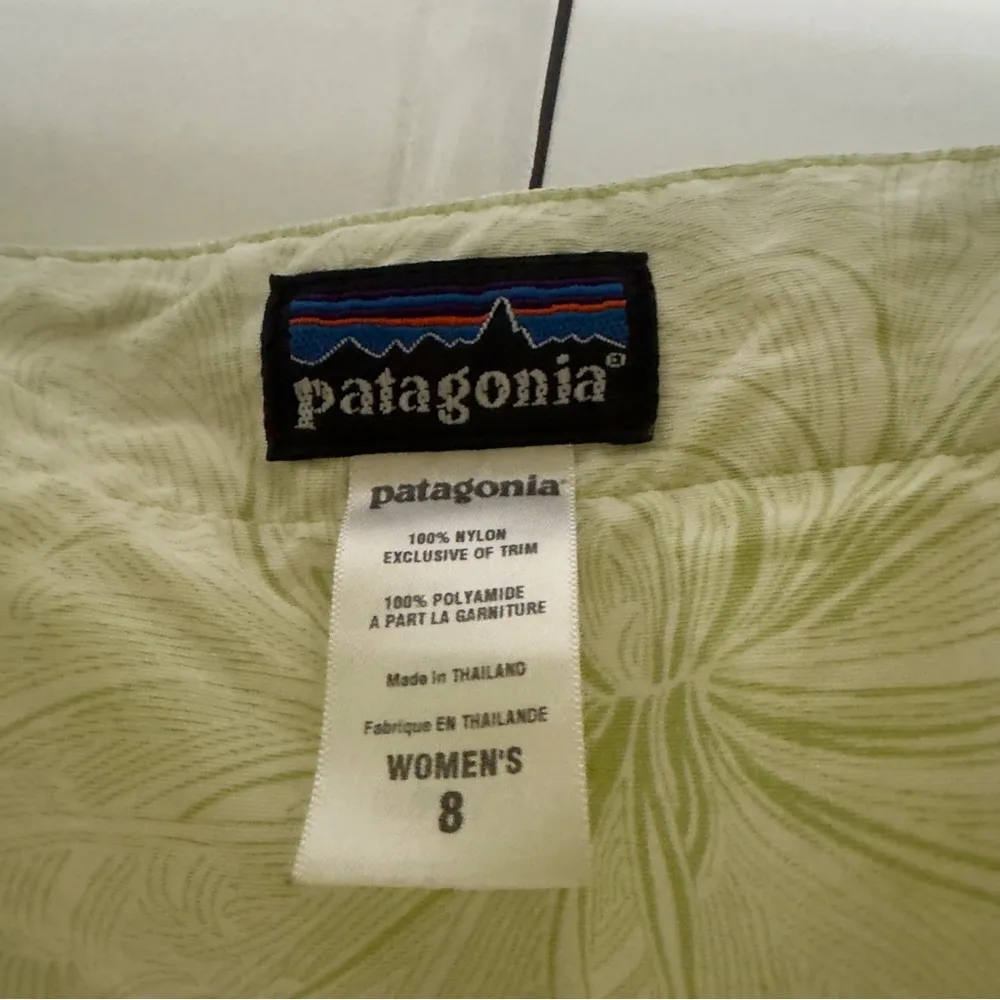 patagonia®
patagonia
100% NYLON
EXCLUSIVE OF TRIM
100% POLYAMIDE
A PART LA GARNITURE
Made in THAILAND
Fabrique EN THAILANDE
WOMEN'S
8